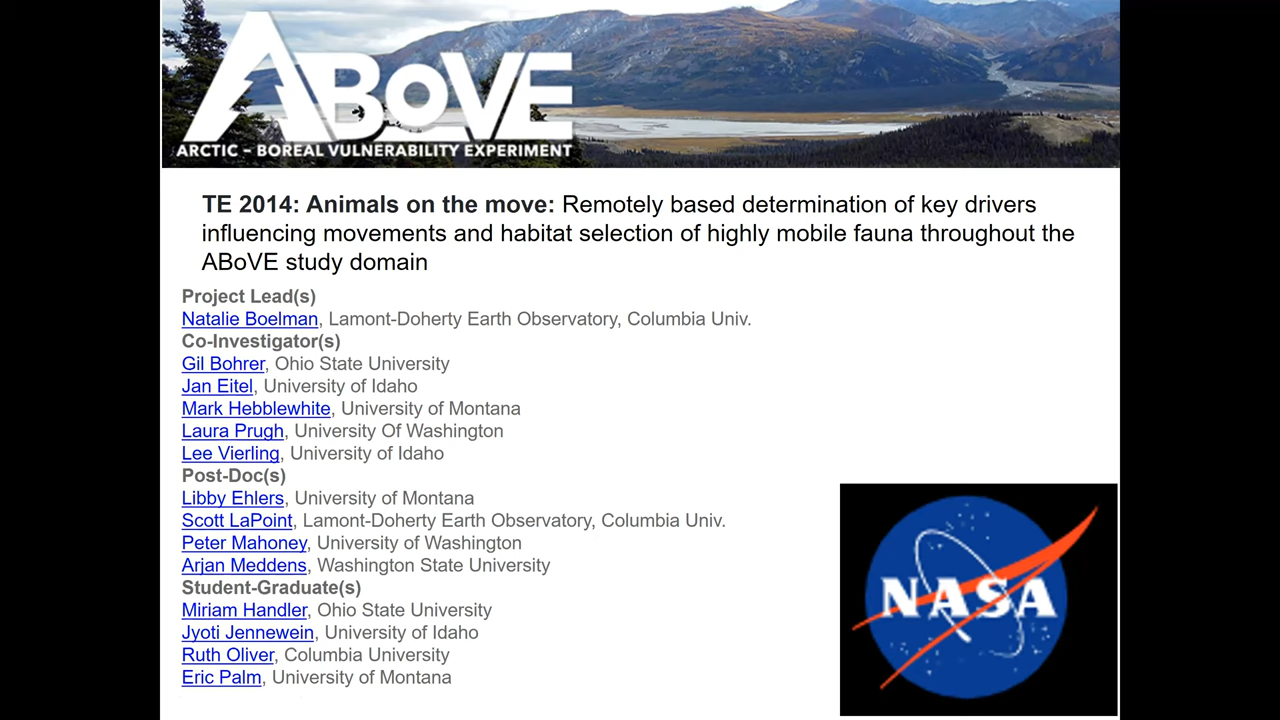 ABoVE
ARCTIC – BOREAL VULNERABILITY EXPERIMENT
TE 2014: Animals on the move: Remotely based determination of key drivers
influencing movements and habitat selection of highly mobile fauna throughout the
ABoVE study domain
Project Lead(s)
Natalie Boelman, Lamont-Doherty Earth Observatory, Columbia Univ.
Co-Investigator(s)
Gil Bohrer, Ohio State University
Jan Eitel, University of Idaho
Mark Hebblewhite, University of Montana
Laura Prugh, University Of Washington
Lee Vierling, University of Idaho
Post-Doc(s)
Libby Ehlers, University of Montana
Scott LaPoint, Lamont-Doherty Earth Observatory, Columbia Univ.
Peter Mahoney, University of Washington
Arjan Meddens, Washington State University
Student-Graduate(s)
Miriam Handler, Ohio State University
Jyoti Jennewein, University of Idaho
Ruth Oliver, Columbia University
Eric Palm, University of Montana
NASA